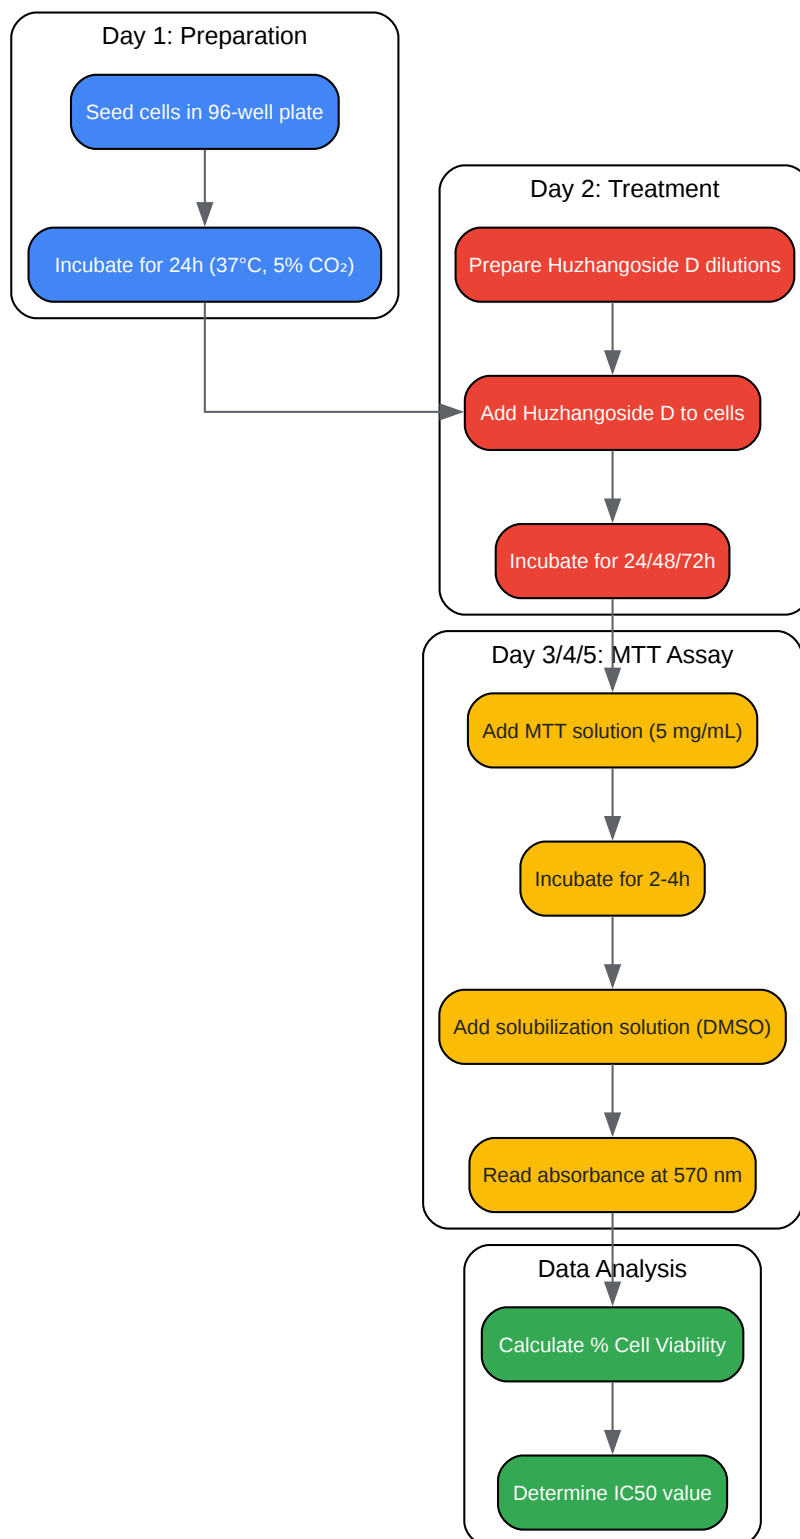 Day 1: Preparation
Seed cells in 96-well plate
Incubate for 24h (37°C, 5% CO₂)
Day 2: Treatment
Prepare Huzhangoside D dilutions
Add Huzhangoside D to cells
Incubate for 24/48/72h
Day 3/4/5: MTT Assay
Add MTT solution (5 mg/mL)
Incubate for 2-4h
Add solubilization solution (DMSO)
Read absorbance at 570 nm
Data Analysis
Calculate % Cell Viability
Determine IC50 value